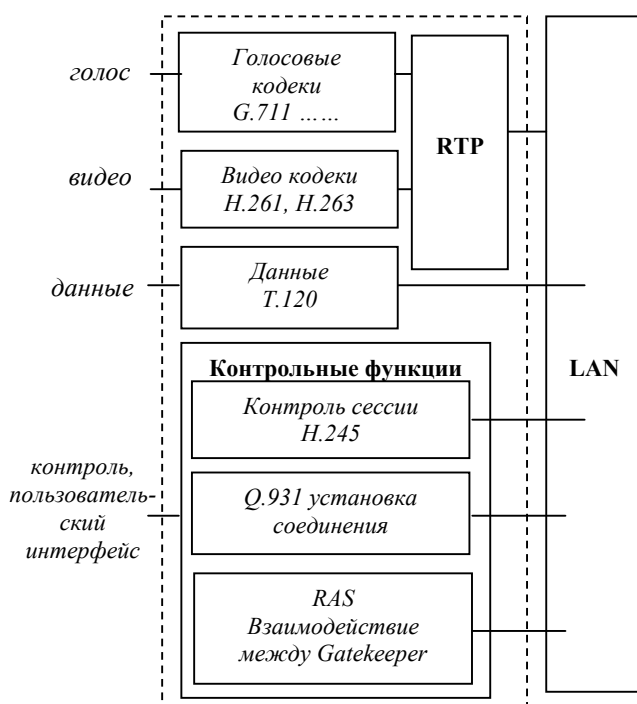 голос
Голосовые
кодеки
G.711 ......
RTP
видео
Видео кодеки
H.261, H.263
данные
Данные
T.120
LAN
Контрольные функции
Контроль сессии
H.245
контроль,
пользователь-
ский
интерфейс
Q.931 установка
соединения
RAS
Взаимодействие
между Gatekeeper